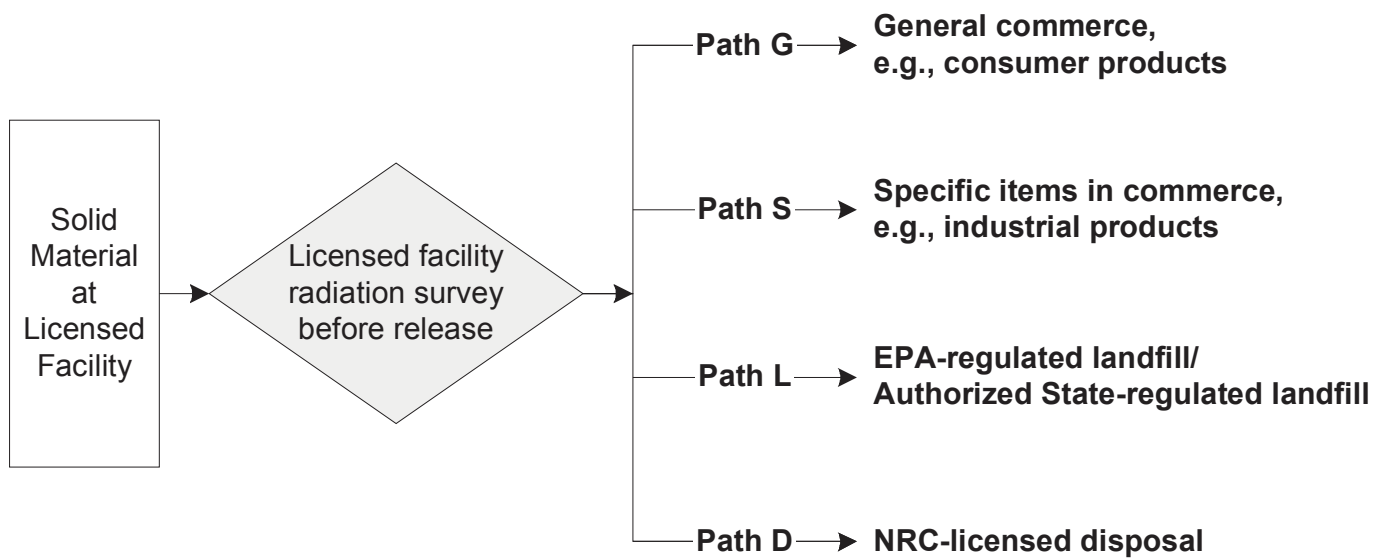 Solid
Material
at
Licensed
Facility
Licensed facility
radiation survey
before release
Path G
General commerce,
e.g., consumer products
Path S
Specific items in commerce,
e.g., industrial products
Path L
EPA-regulated landfill/
Authorized State-regulated landfill
Path D
NRC-licensed disposal